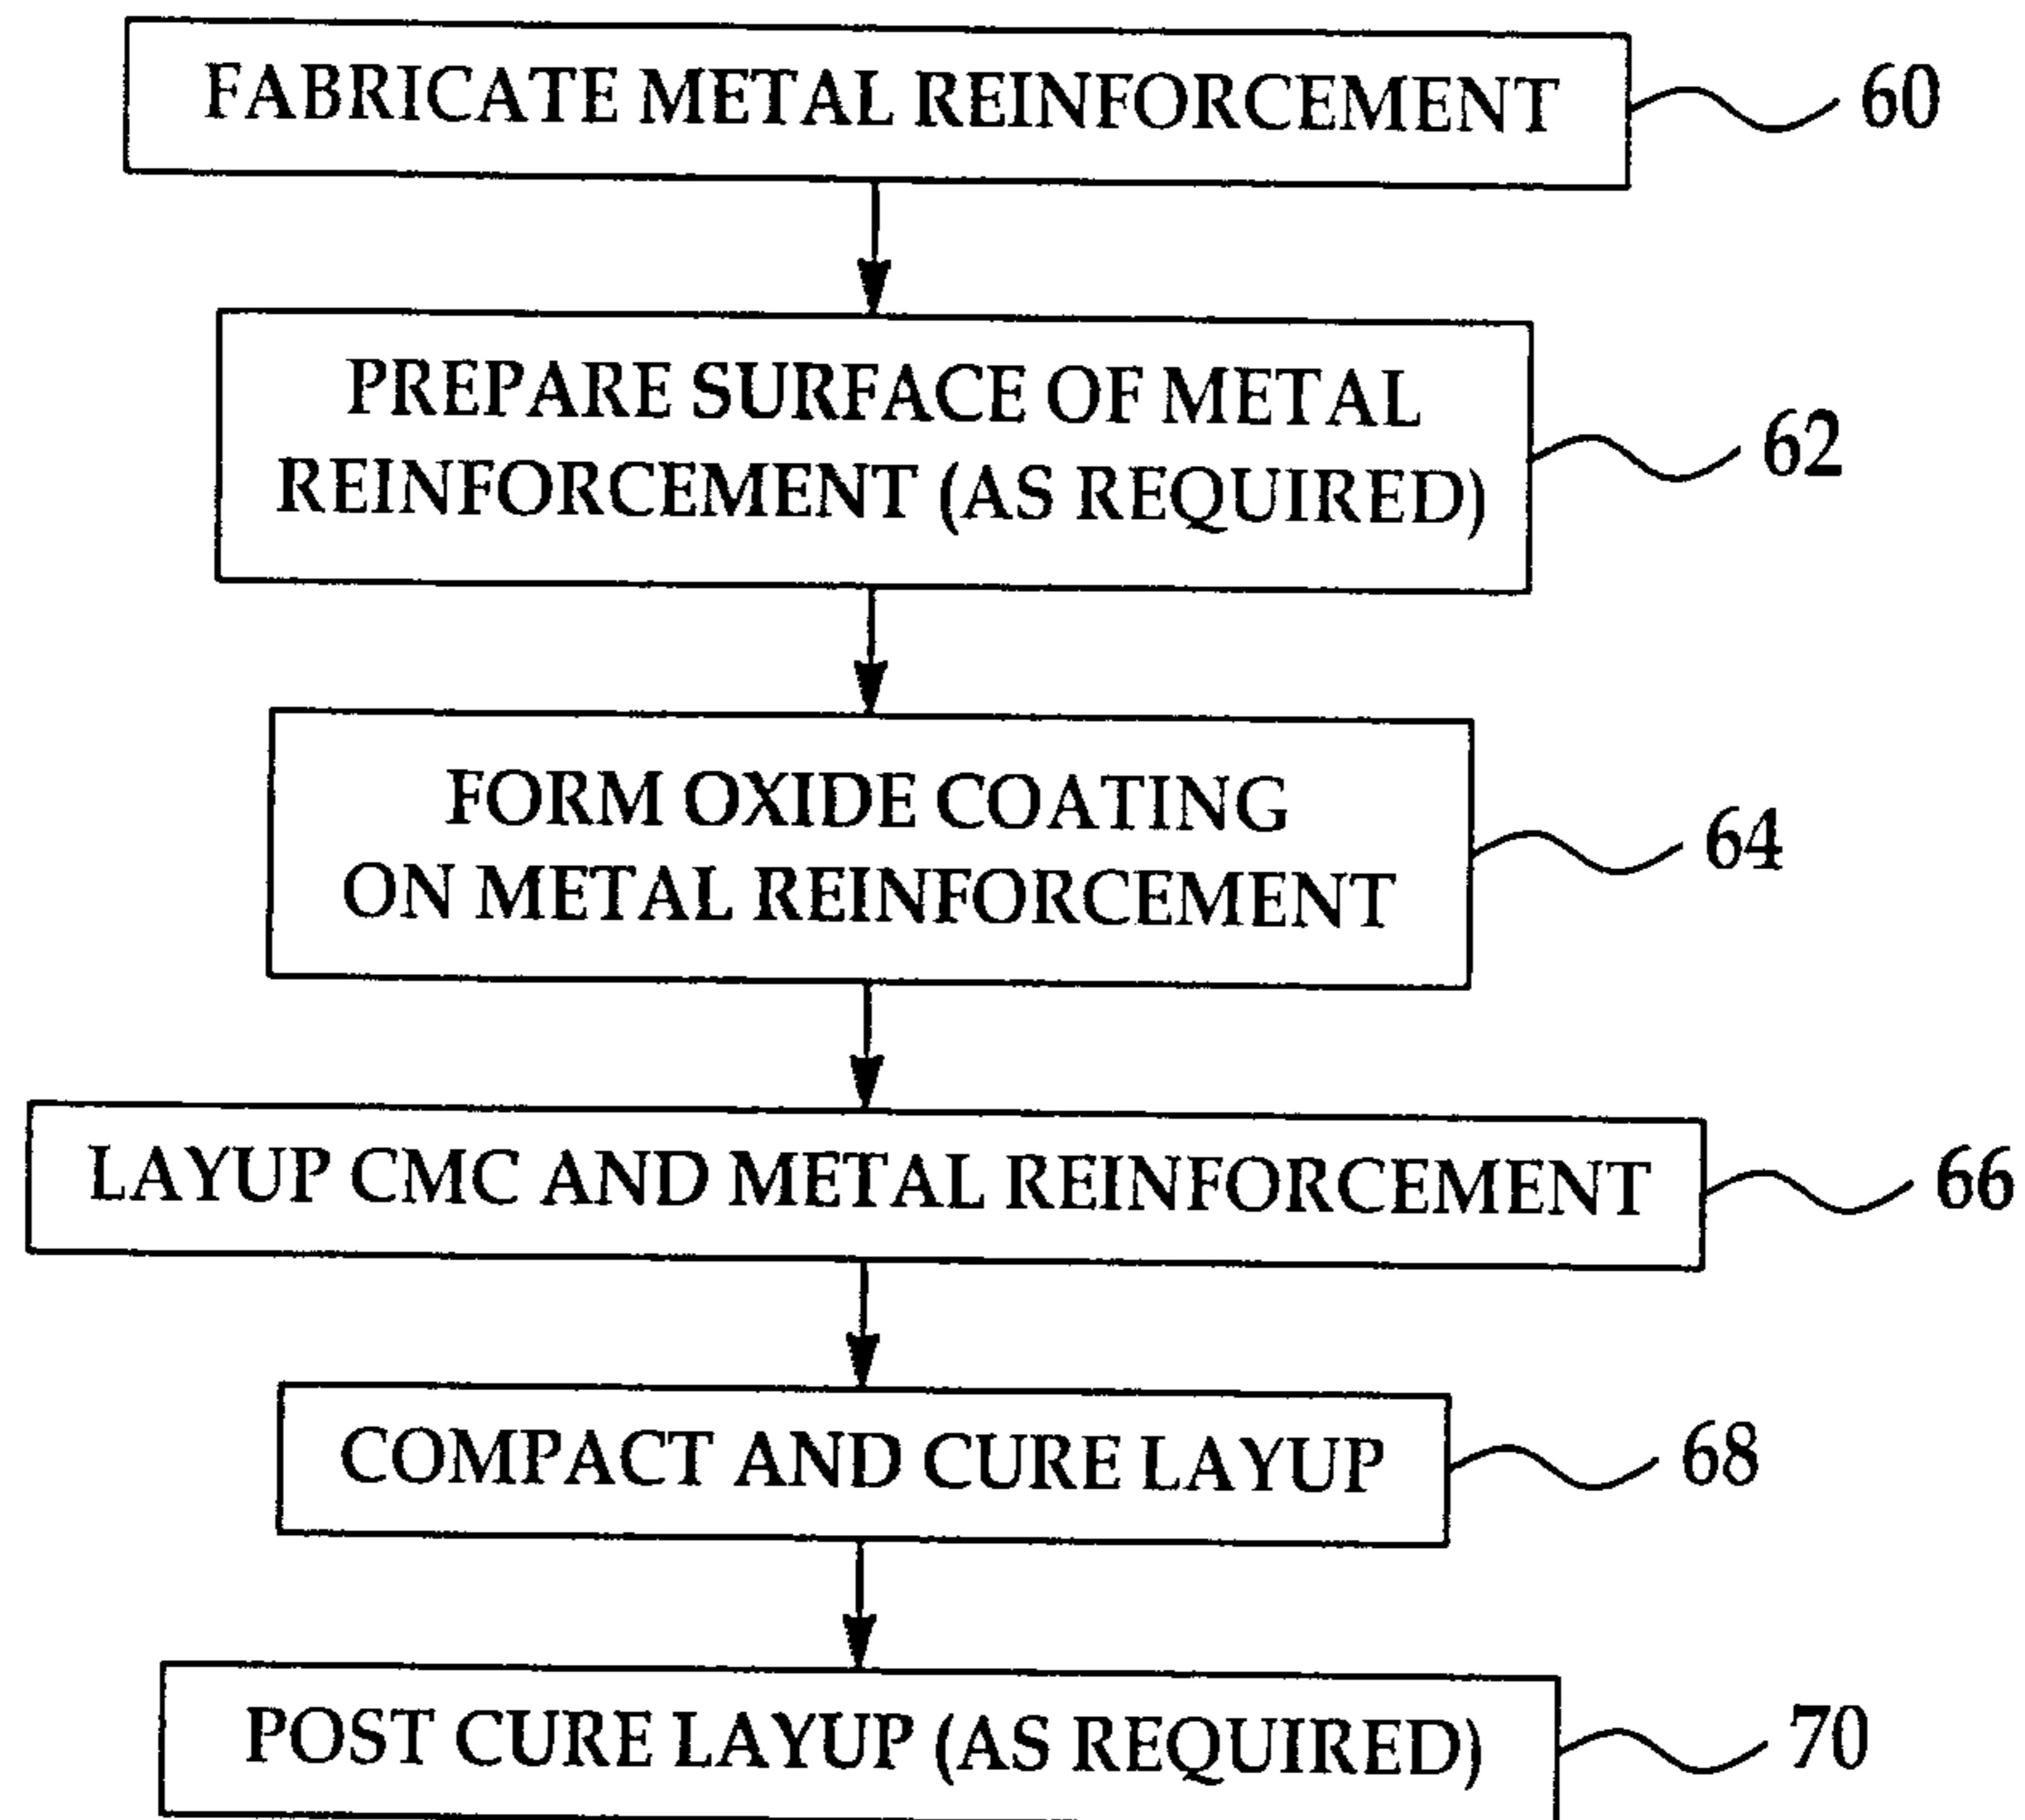 FABRICATE METAL REINFORCEMENT
60
PREPARE SURFACE OF METAL
REINFORCEMENT (AS REQUIRED)
62
FORM OXIDE COATING
ON METAL REINFORCEMENT
64
LAYUP CMC AND METAL REINFORCEMENT
66
COMPACT AND CURE LAYUP
68
POST CURE LAYUP (AS REQUIRED)
70